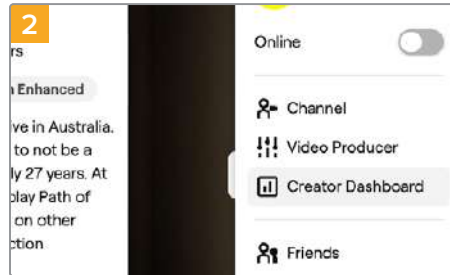 2
rs
Enhanced
ve in Australia.
to not be a
ly 27 years. At
play Path of
on other
ction
Online
Channel
Video Producer
Creator Dashboard
Friends